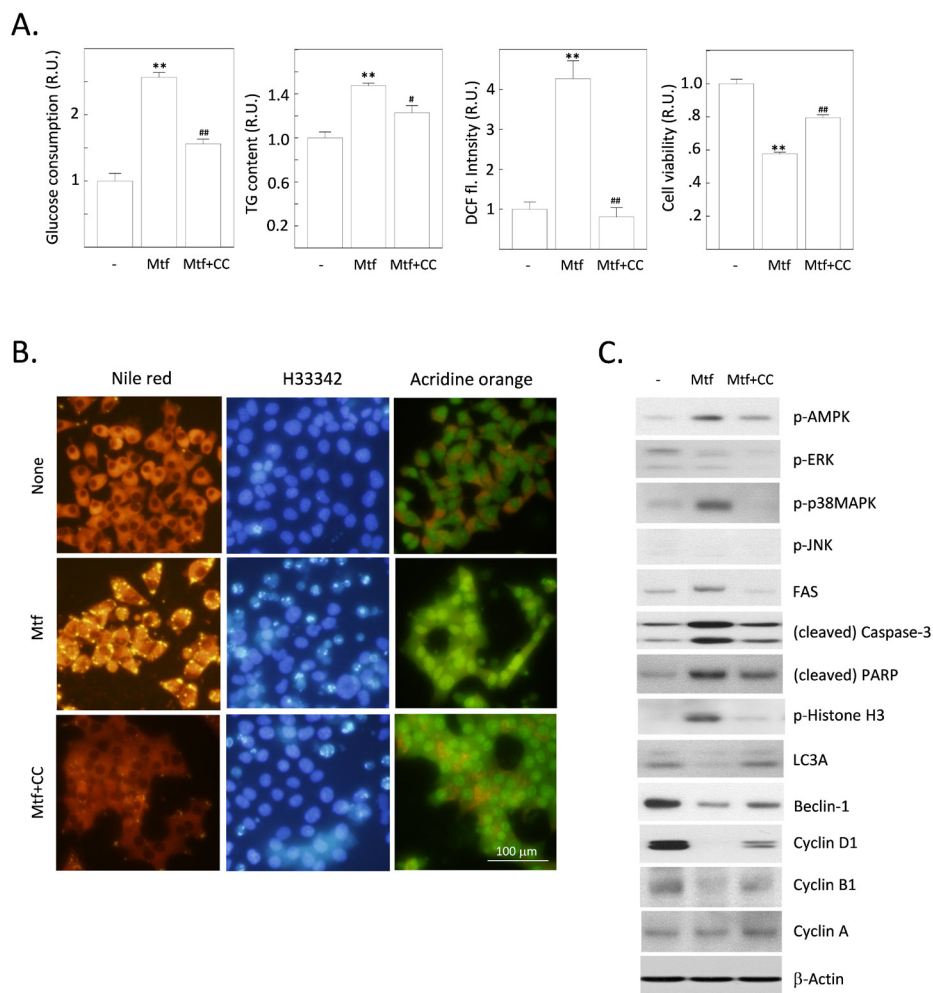 A.
Glucose consumption (R.U.)
2
1
- Mtf Mtf+CC
** ##
TG content (R.U.)
1.4
1.0
0.6
0.2
- Mtf Mtf+CC
** #
DCF fl. Intnsity (R.U.)
4
2
1
- Mtf Mtf+CC
** ##
Cell viability (R.U.)
1.0
.8
.6
.4
.2
- Mtf Mtf+CC
** ##
B.
Nile red H33342 Acridine orange
None
Mtf
Mtf+CC
100 µm
C.
- Mtf Mtf+CC
p-AMPK
p-ERK
p-p38MAPK
p-JNK
FAS
(cleaved) Caspase-3
(cleaved) PARP
p-Histone H3
LC3A
Beclin-1
Cyclin D1
Cyclin B1
Cyclin A
β-Actin